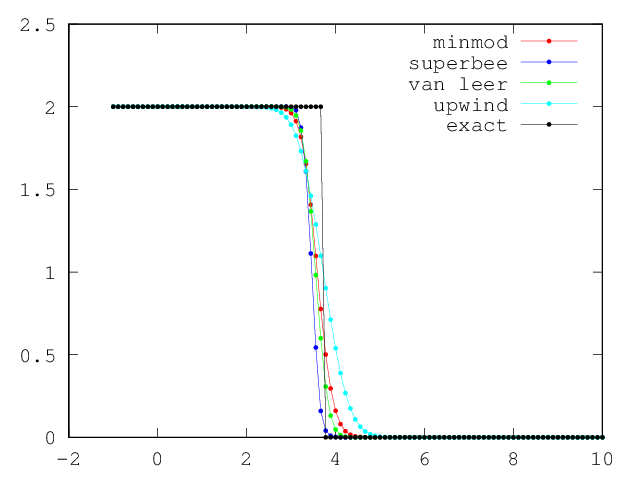 2.5
minmod
superbee
van leer
upwind
exact
2
1.5
1
0.5
0
-2 0 2 4 6 8 10